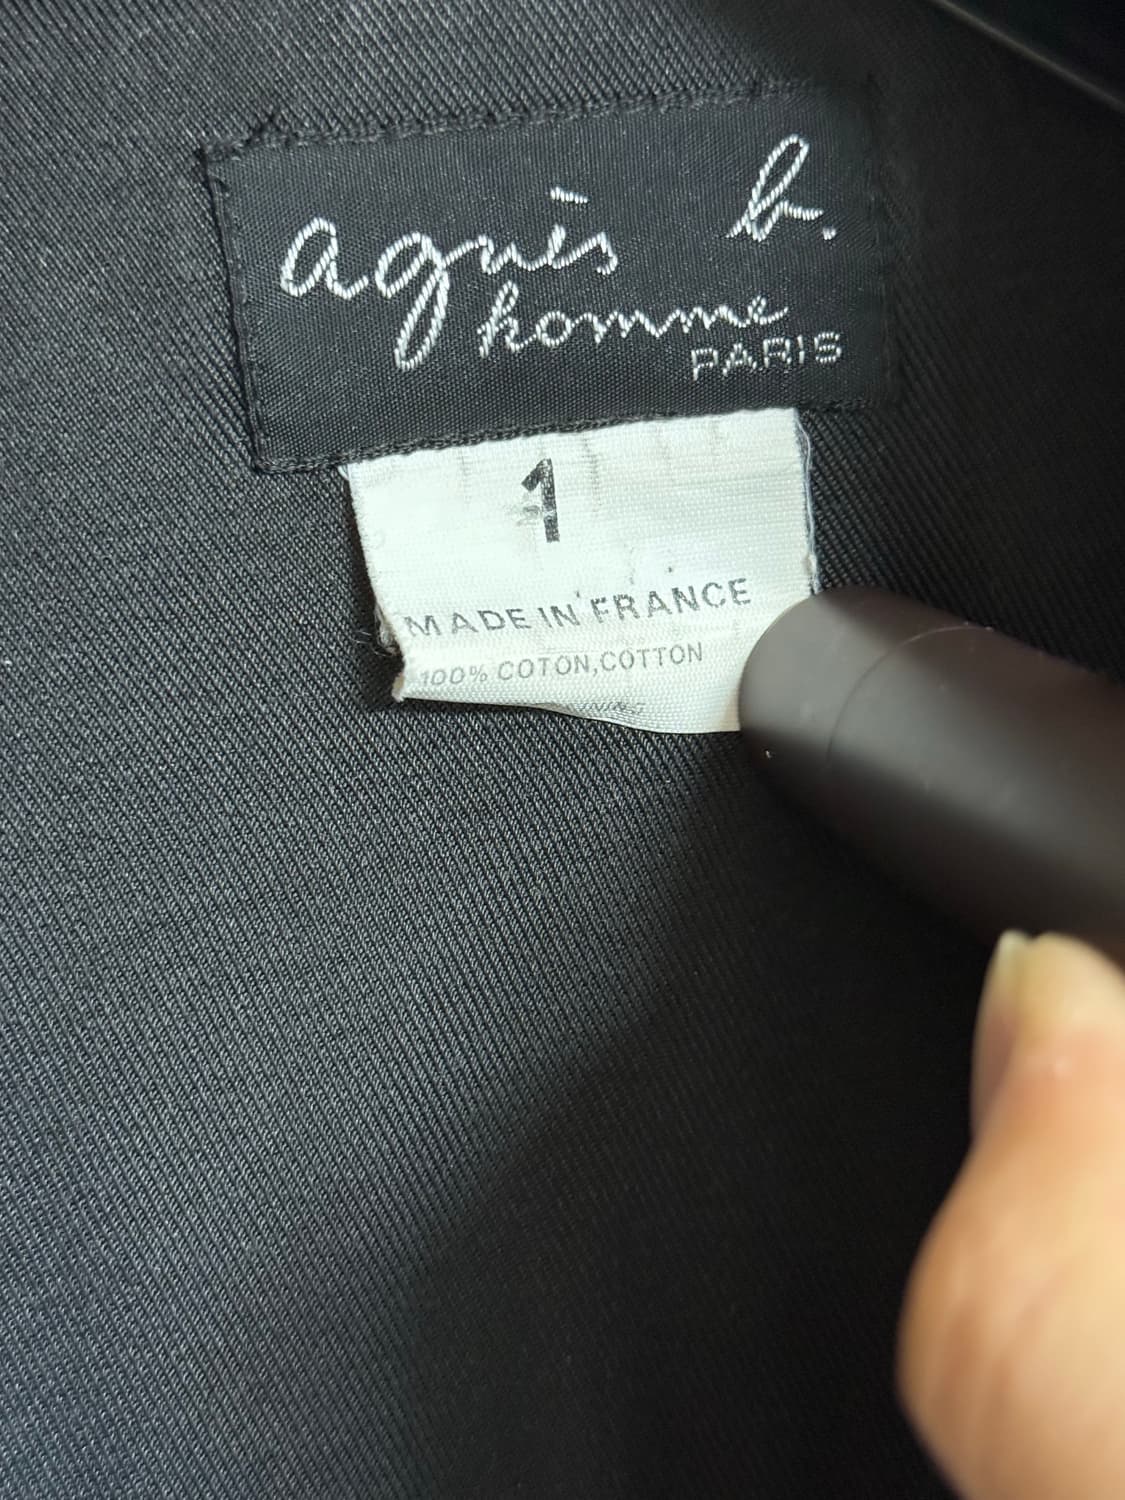 agnès b.
homme
PARIS
1
MADE IN FRANCE
100% COTON,COTTON